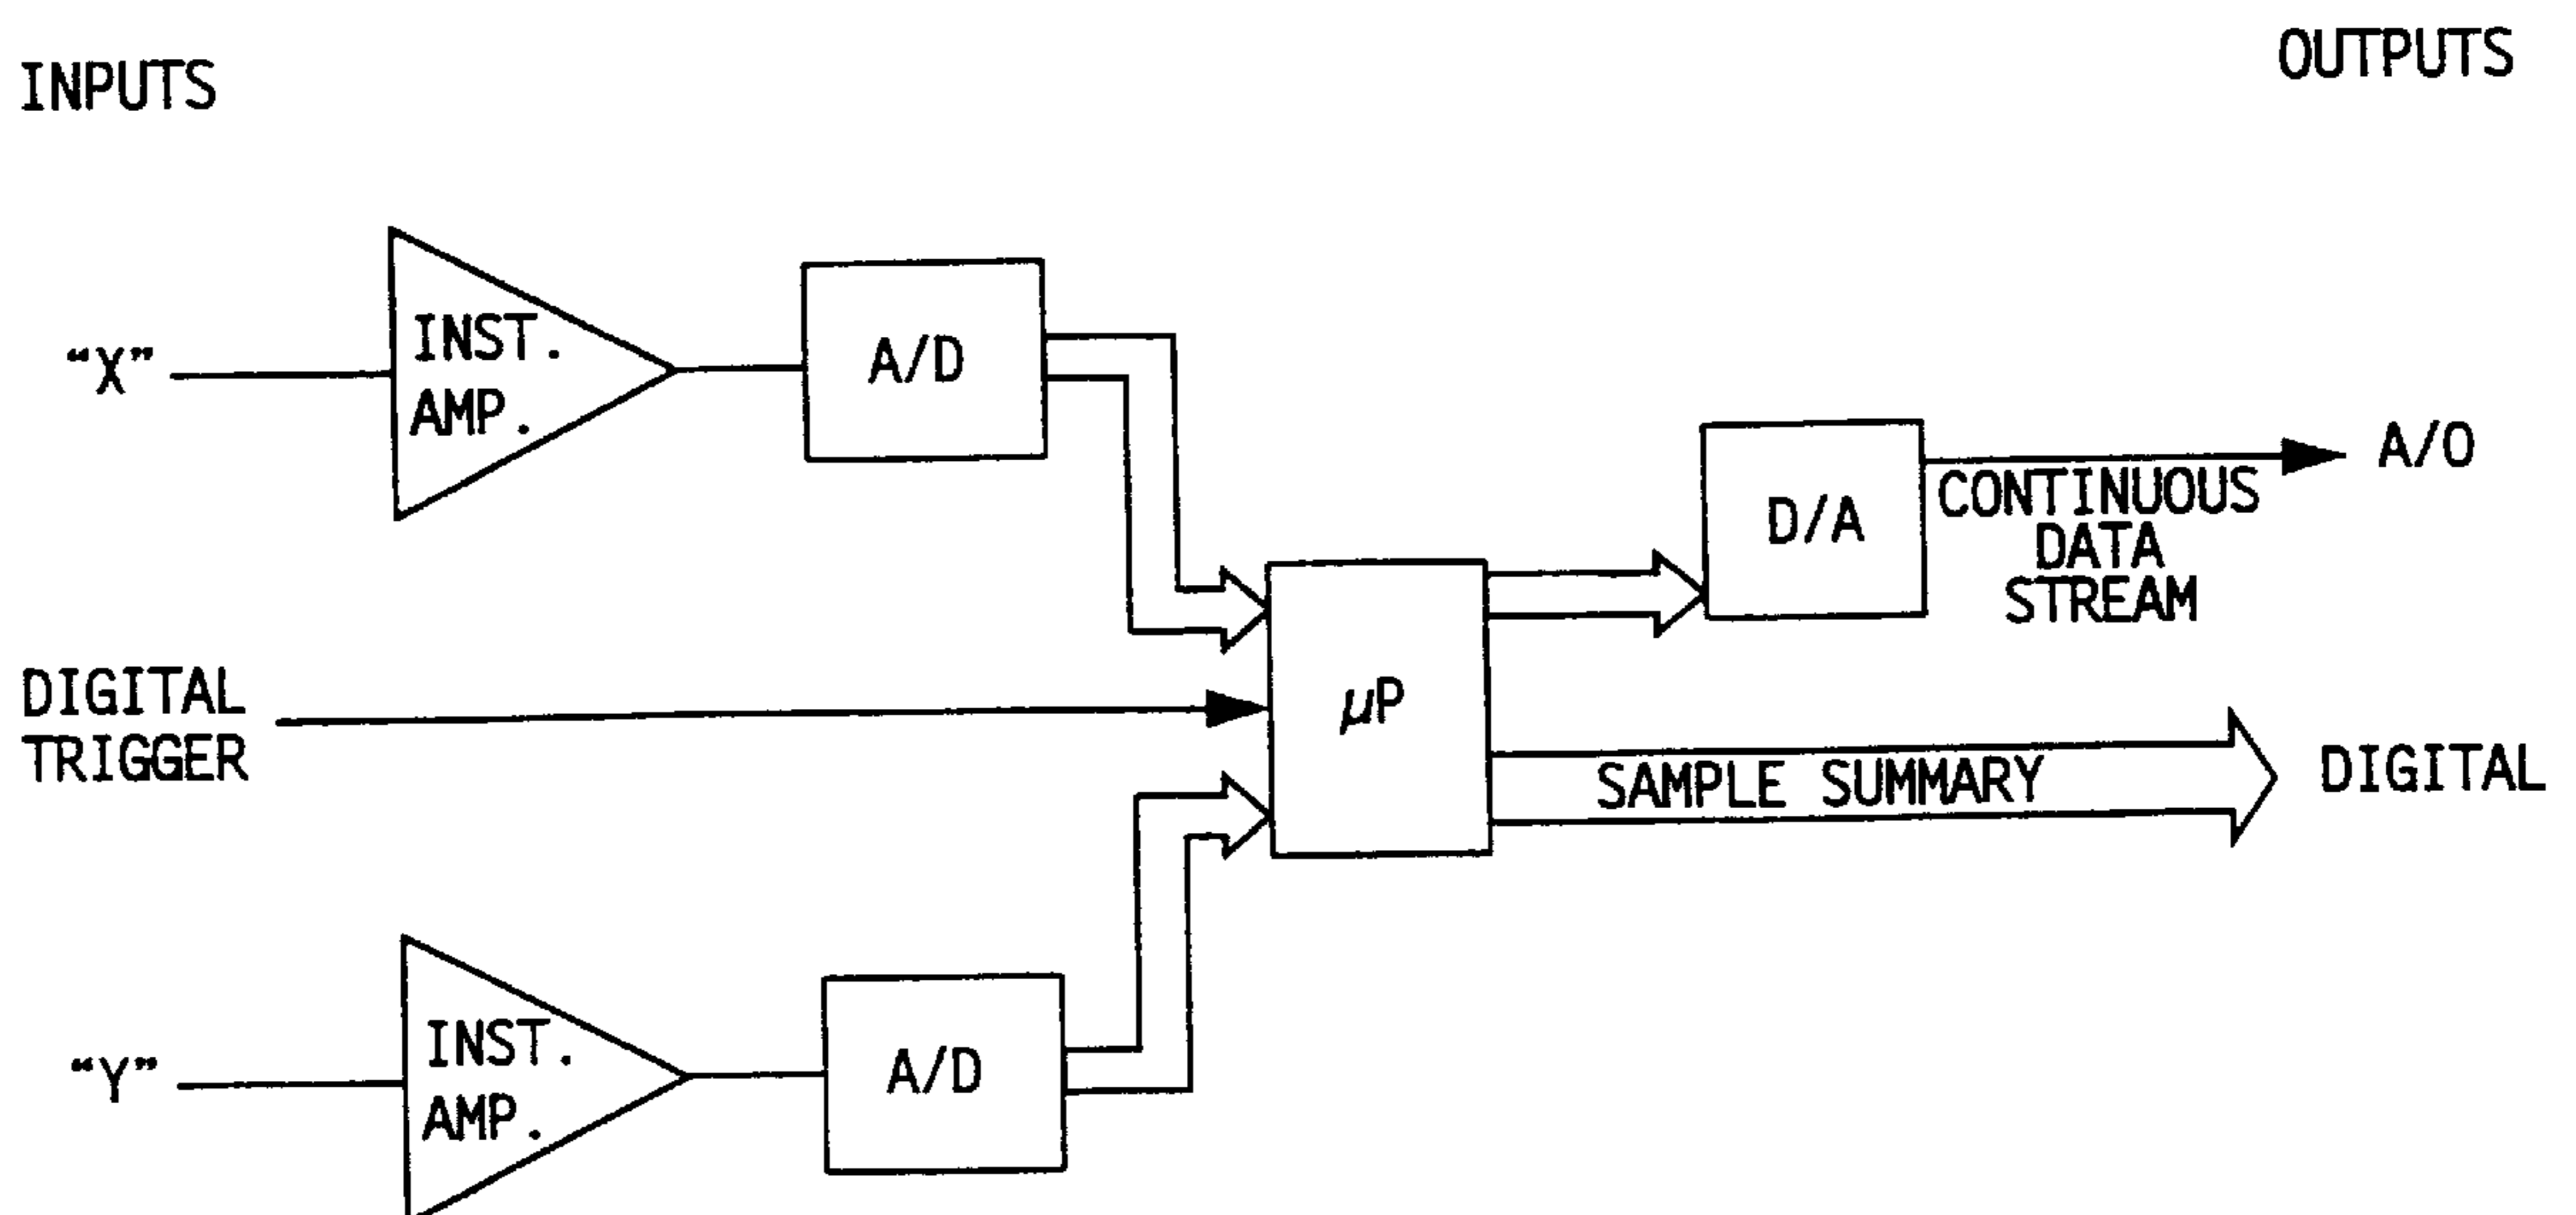 INPUTS
OUTPUTS
“X”
INST.
AMP.
A/D
D/A
A/O
CONTINUOUS
DATA
STREAM
DIGITAL
TRIGGER
µP
SAMPLE SUMMARY
DIGITAL
“Y”
INST.
AMP.
A/D